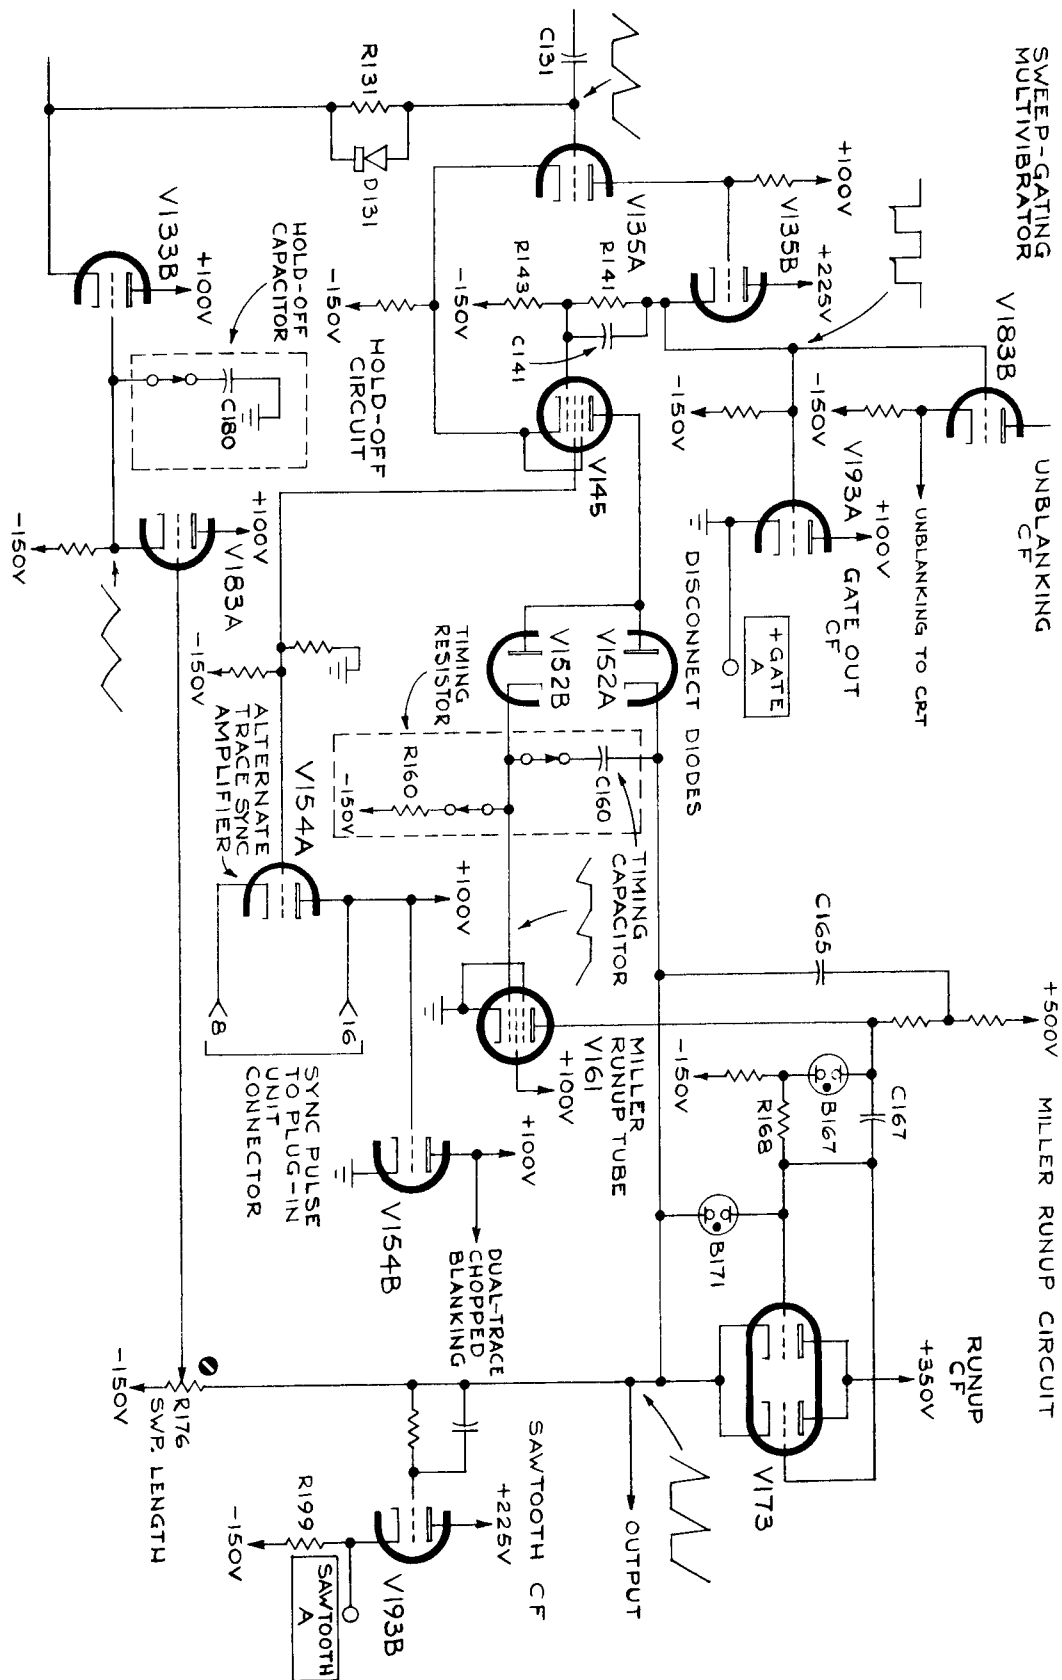 SWEEP-GATING
MULTIVIBRATOR
+100V
V135B
+225V
V183B
UNBLANKING
CF
-150V
UNBLANKING TO CRT
+100V
V193A
GATE OUT
CF
-150V
+GATE
A
C131
R131
D131
V135A
R141
R143
C141
-150V
-150V
V145
HOLD-OFF
CIRCUIT
V133B
+100V
HOLD-OFF
CAPACITOR
C180
+100V
V183A
-150V
DISCONNECT DIODES
V152A
V152B
TIMING
RESISTOR
R160
-150V
C160
TIMING
CAPACITOR
-150V
ALTERNATE
TRACE SYNC
AMPLIFIER
V154A
+100V
8
16
SYNC PULSE
TO PLUG-IN
UNIT
CONNECTOR
+100V
V154B
DUAL-TRACE
CHOPPED
BLANKING
MILLER
RUNUP TUBE
V161
+100V
C165
+500V
MILLER RUNUP CIRCUIT
-150V
B167
R168
C167
B171
RUNUP
CF
+350V
V173
OUTPUT
R176
SWP. LENGTH
-150V
SAWTOOTH CF
+225V
V193B
R199
-150V
SAWTOOTH
A